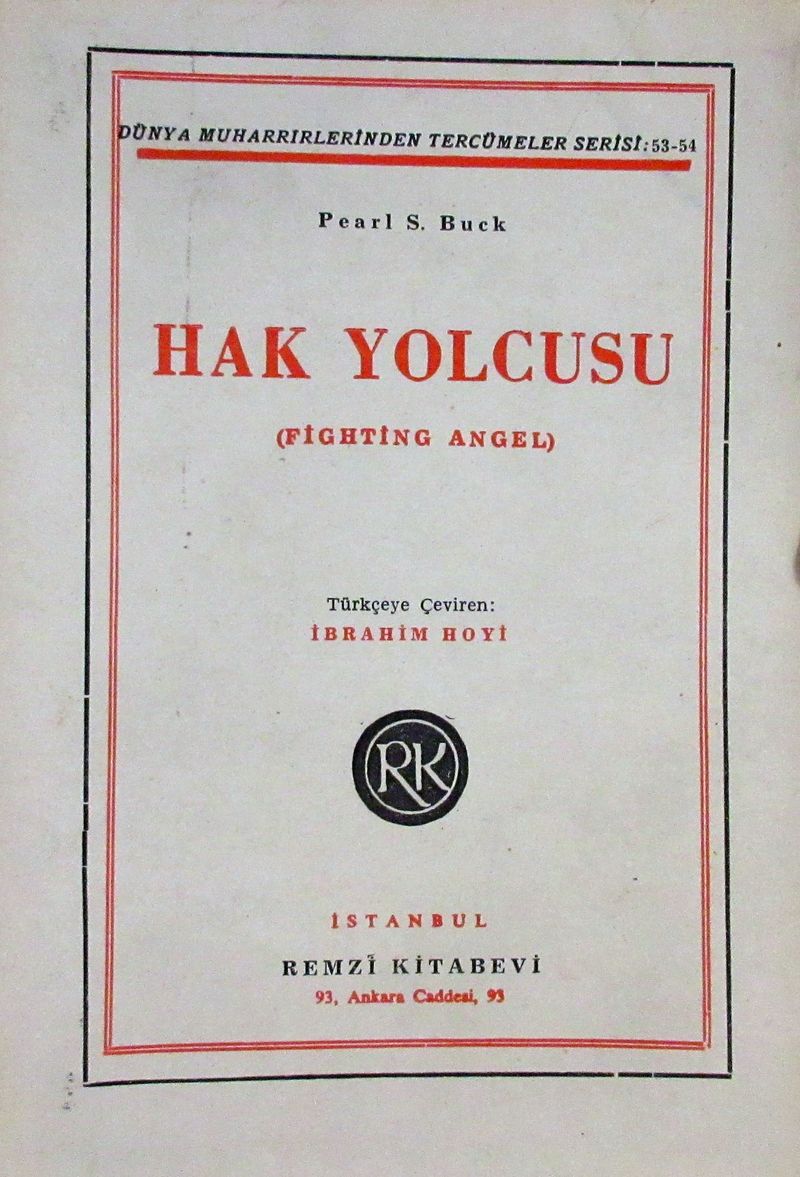 DÜNYA MUHARRIRLERİNDEN TERCÜMELER SERİSİ: 53-54
Pearl S. Buck
HAK YOLCUSU
(FİGHTİNG ANGEL)
Türkçeye Çeviren:
İBRAHİM HOYİ
RK
İSTANBUL
REMZİ KİTABEVİ
93, Ankara Caddesi, 93